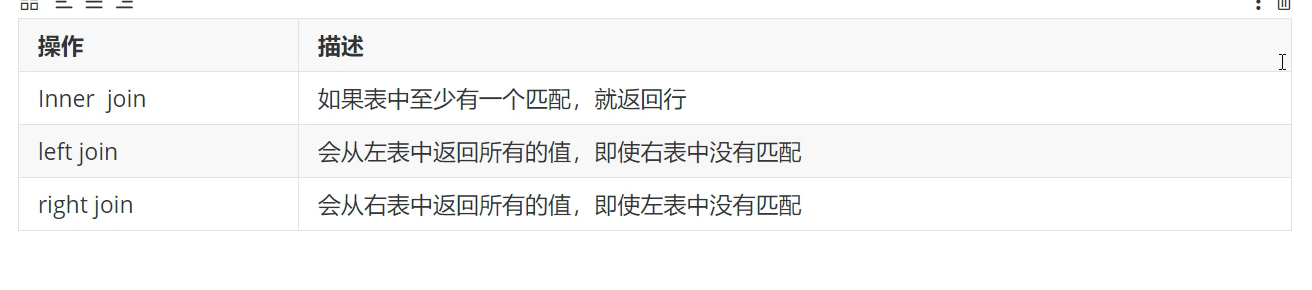 操作 描述
Inner  join 如果表中至少有一个匹配，就返回行
left join 会从左表中返回所有的值，即使右表中没有匹配
right join 会从右表中返回所有的值，即使左表中没有匹配